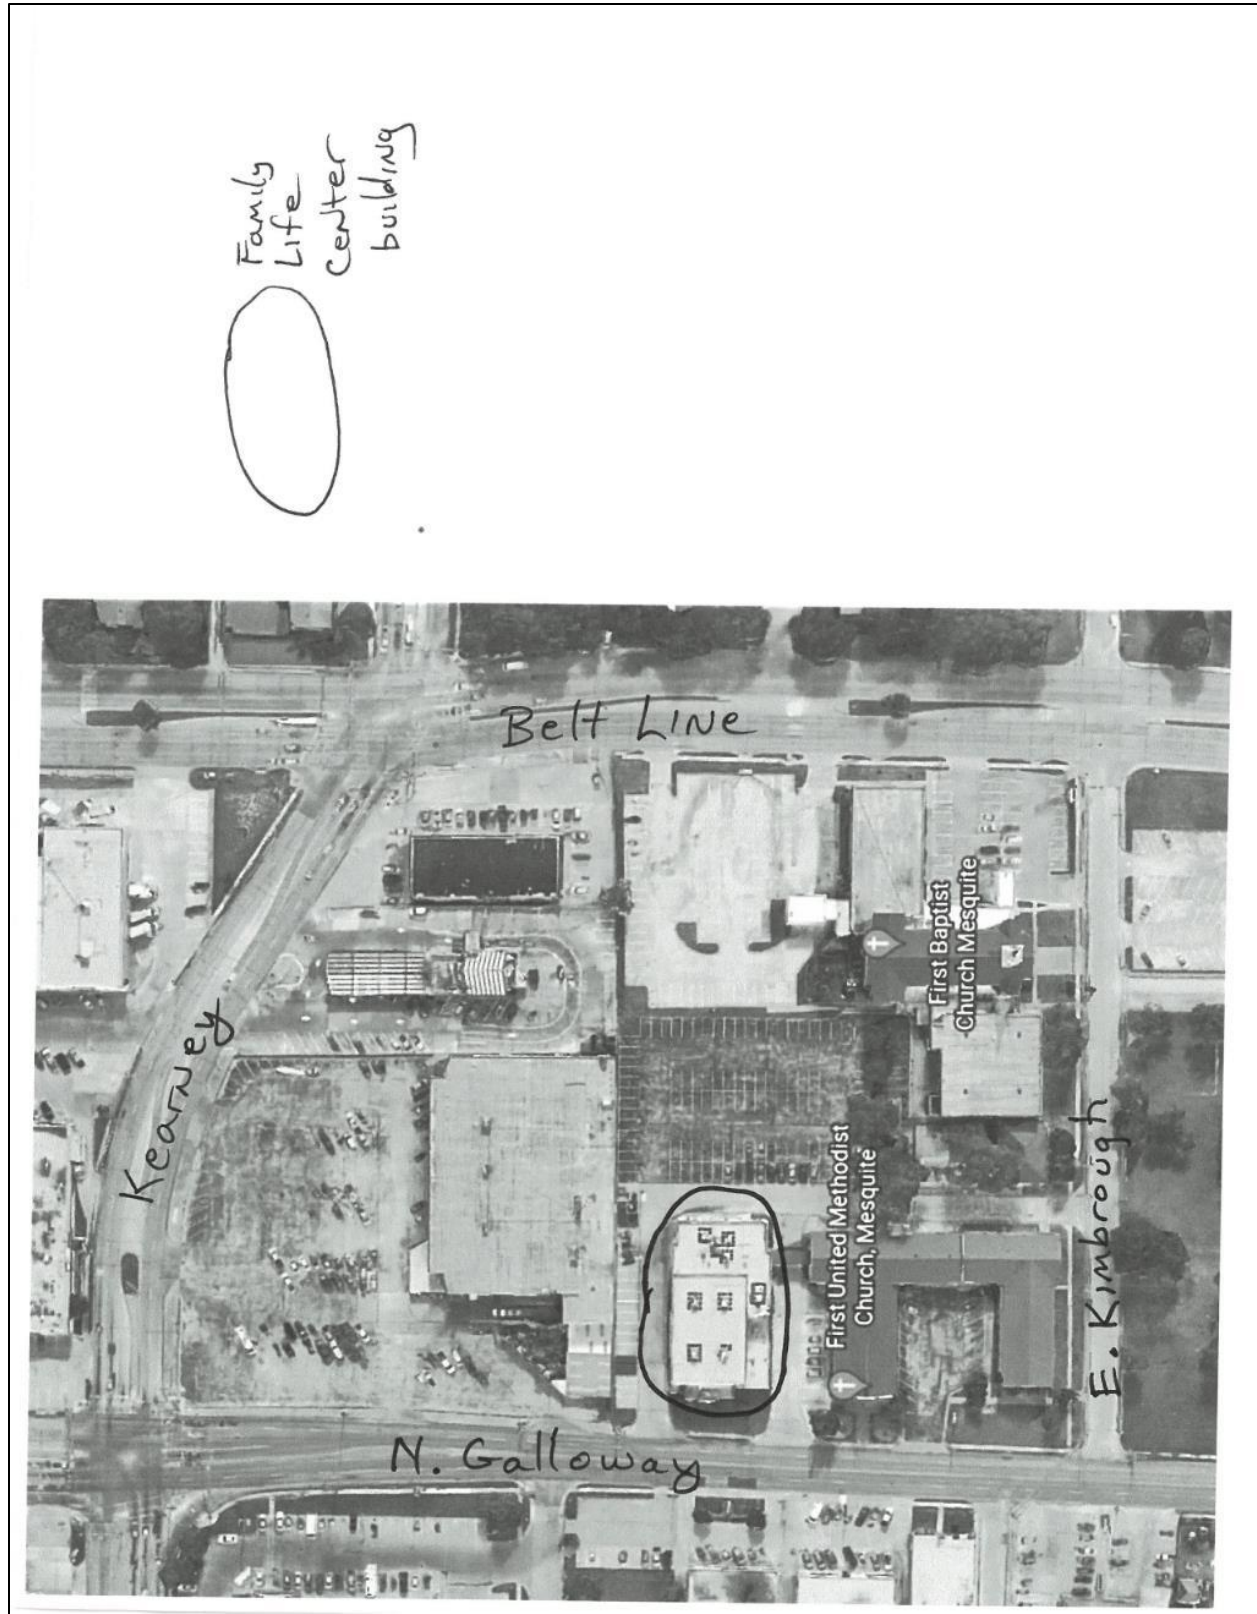 Family
Life
Center
building
Belt Line
Kearney
First Baptist
Church Mesquite
First United Methodist
Church, Mesquite
E. Kimbrough
N. Galloway